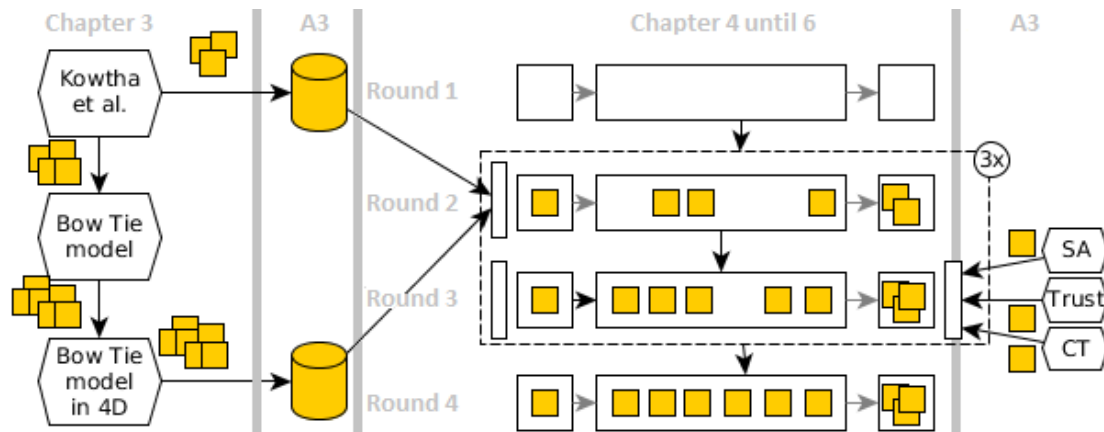 Chapter 3
A3
Chapter 4 until 6
A3
Kowtha
et al.
Round 1
3x
Bow Tie
model
Round 2
SA
Round 3
Trust
CT
Bow Tie
model
in 4D
Round 4